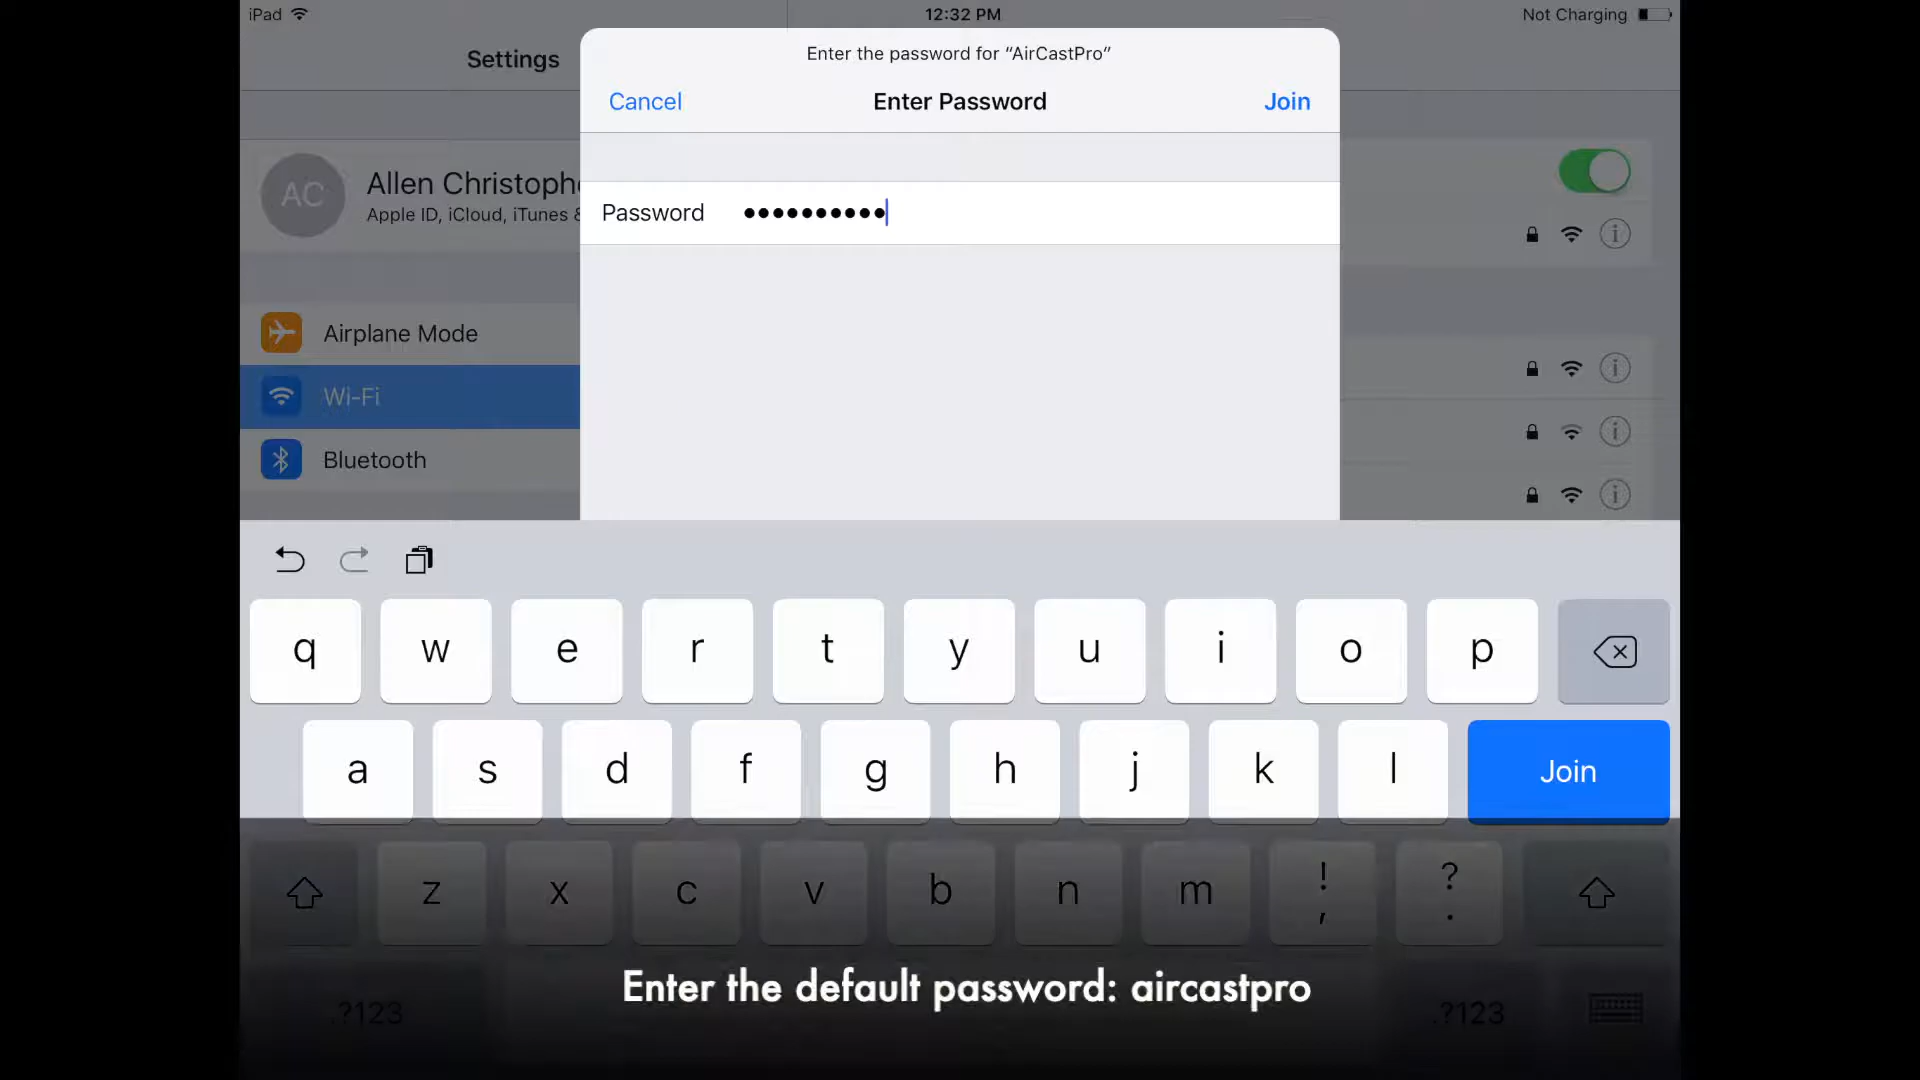 iPad
12:32 PM
Not Charging
Settings
Enter the password for “AirCastPro”
Cancel
Enter Password
Join
AC
Allen Christoph
Apple ID, iCloud, iTunes &
Password ●●●●●●●●●●
Airplane Mode
Wi-Fi
Bluetooth
q w e r t y u i o p
a s d f g h j k l Join
z x c v b n m ! , ? .
Enter the default password: aircastpro
.?123
.?123